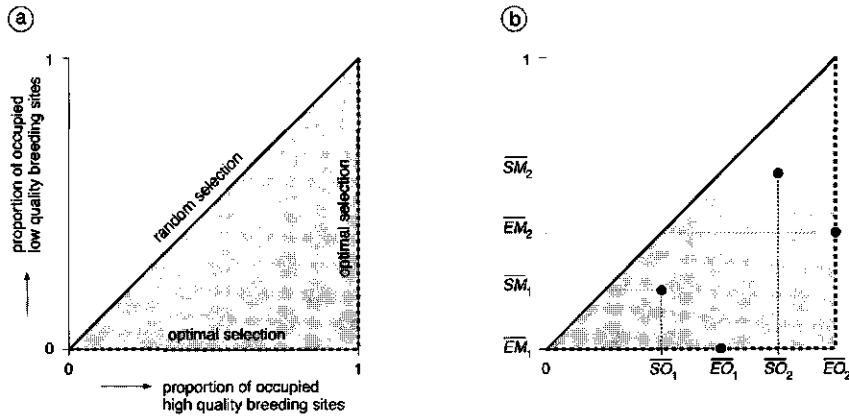 a
1
proportion of occupied
low quality breeding sites
random selection
optimal selection
optimal selection
0
0
1
proportion of occupied
high quality breeding sites
b
1
SM₂
EM₂
SM₁
EM₁
0
SO₁
EO₁
SO₂
EO₂